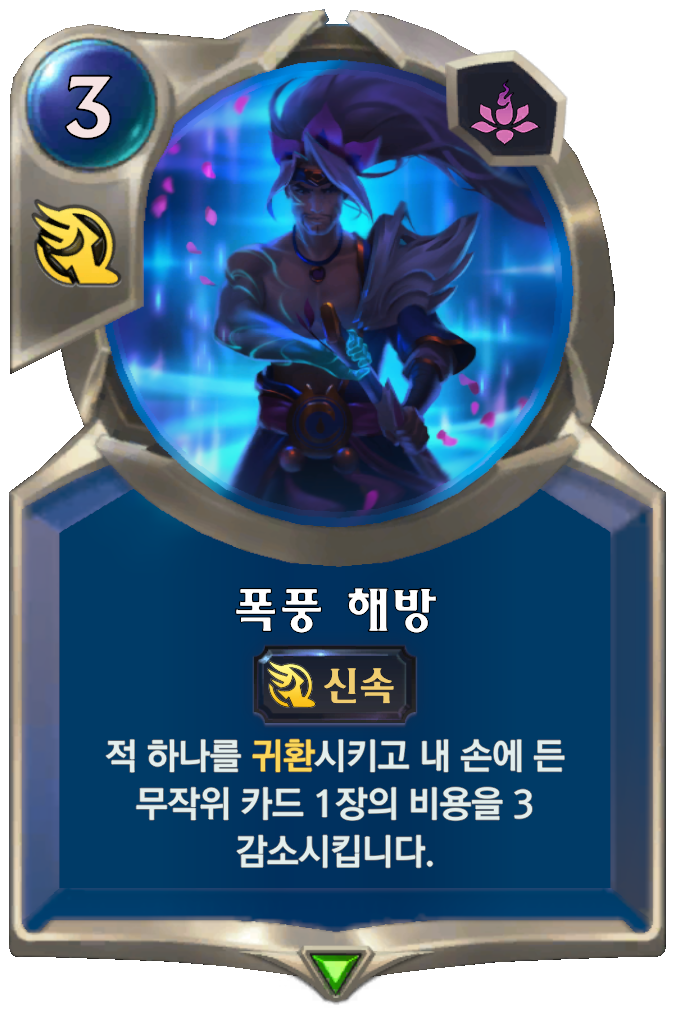 3
폭풍 해방
신속
적 하나를 귀환시키고 내 손에 든
무작위 카드 1장의 비용을 3
감소시킵니다.